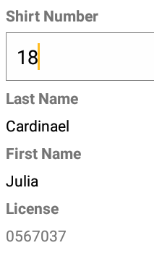 Shirt Number
18
Last Name
Cardinael
First Name
Julia
License
0567037